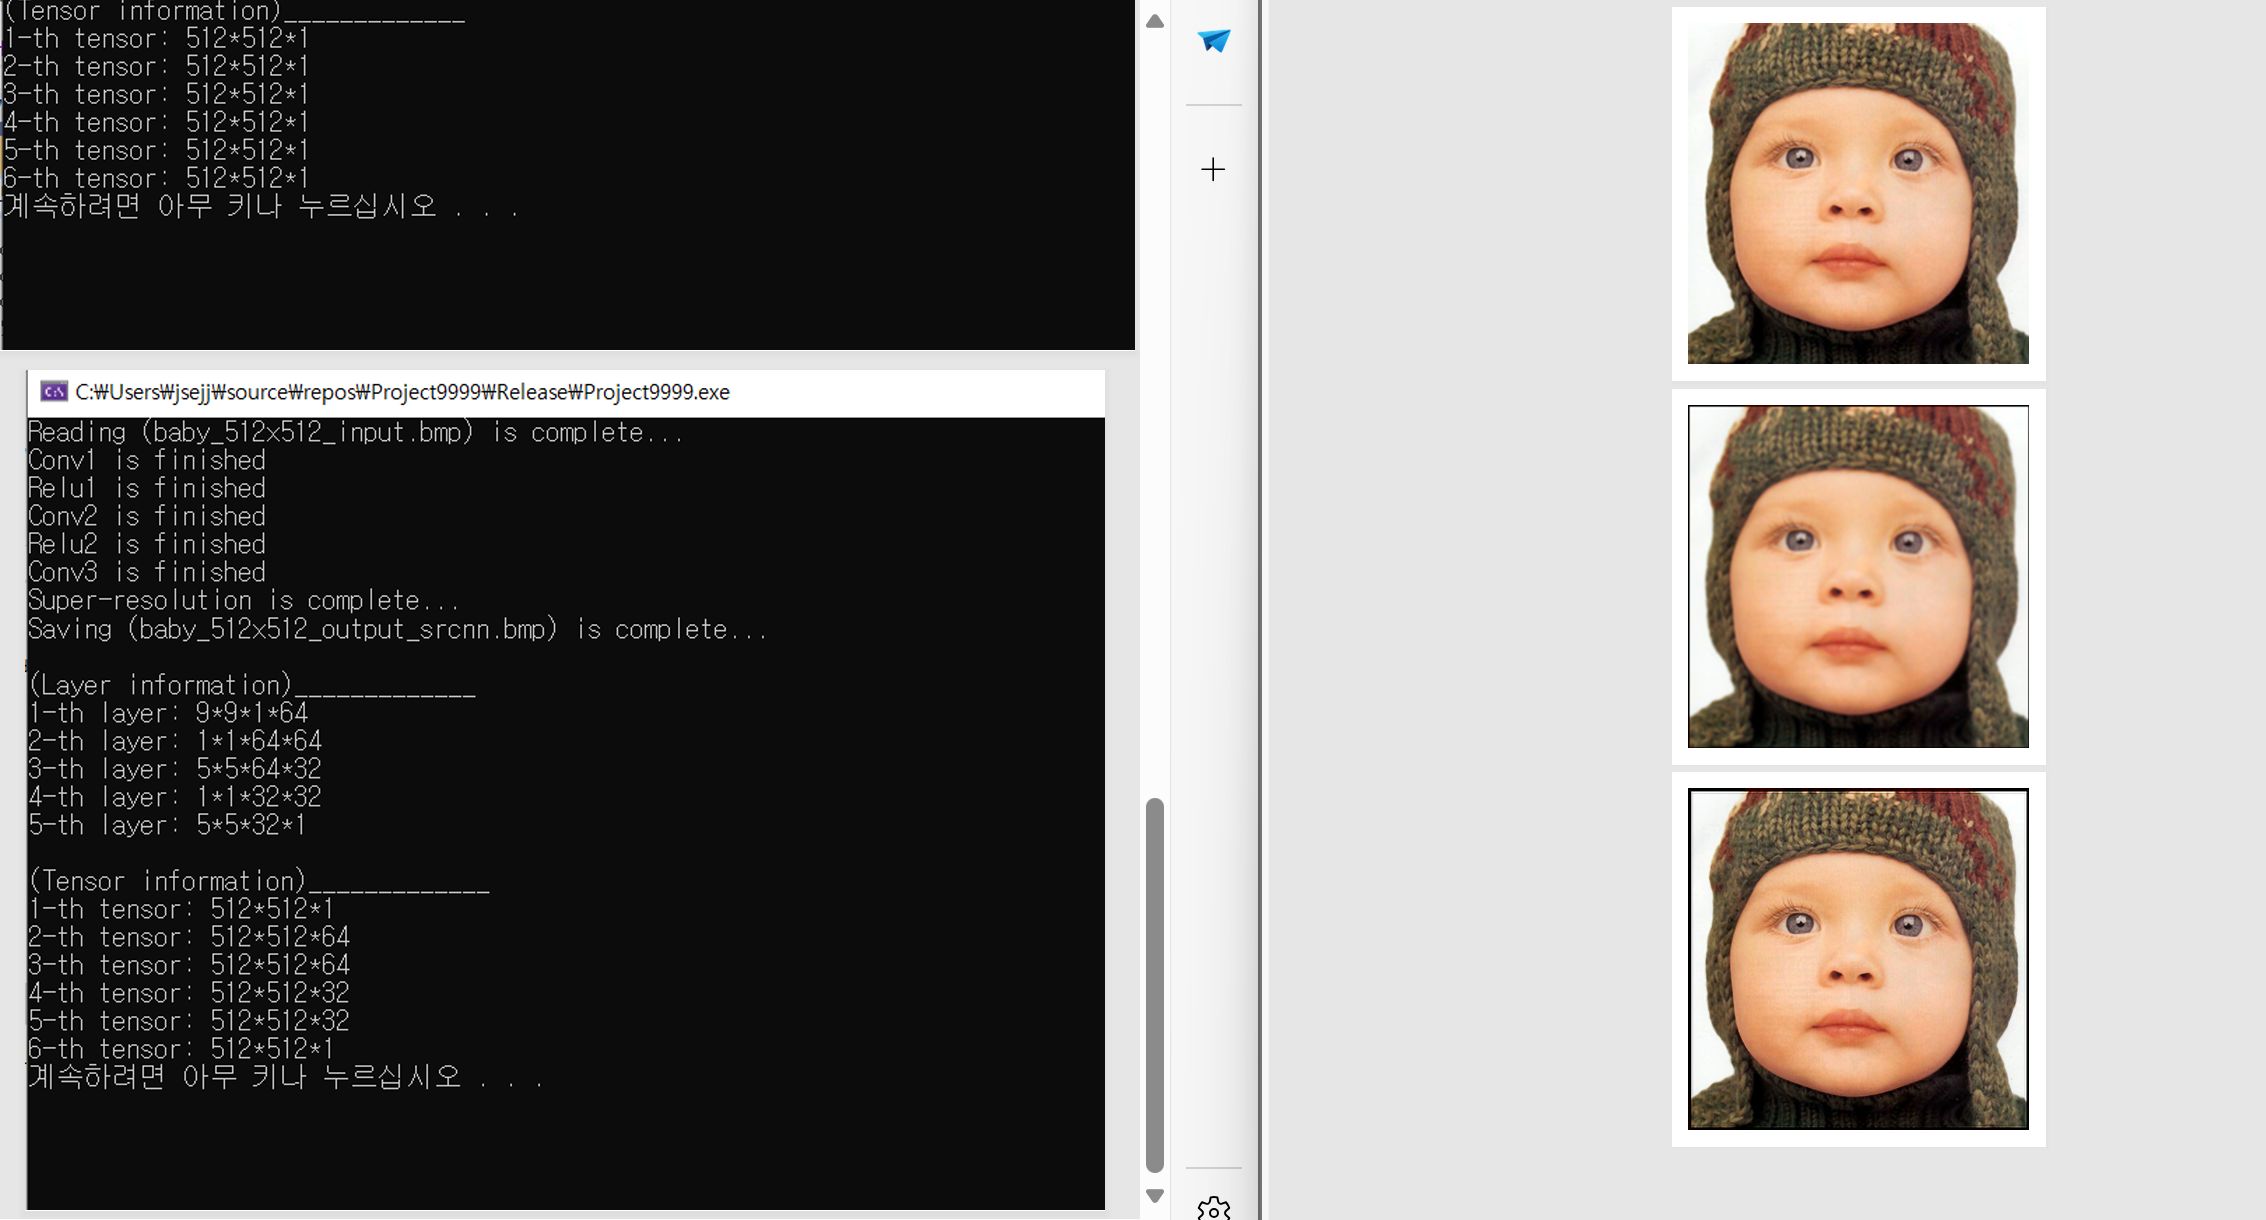 (Tensor information)_____________
1-th tensor: 512*512*1
2-th tensor: 512*512*1
3-th tensor: 512*512*1
4-th tensor: 512*512*1
5-th tensor: 512*512*1
6-th tensor: 512*512*1
계속하려면 아무 키나 누르십시오 . . .
C:\ C:₩Users₩jsejj₩source₩repos₩Project9999₩Release₩Project9999.exe
Reading (baby_512x512_input.bmp) is complete...
Conv1 is finished
Relu1 is finished
Conv2 is finished
Relu2 is finished
Conv3 is finished
Super-resolution is complete...
Saving (baby_512x512_output_srcnn.bmp) is complete...
(Layer information)_____________
1-th layer: 9*9*1*64
2-th layer: 1*1*64*64
3-th layer: 5*5*64*32
4-th layer: 1*1*32*32
5-th layer: 5*5*32*1
(Tensor information)_____________
1-th tensor: 512*512*1
2-th tensor: 512*512*64
3-th tensor: 512*512*64
4-th tensor: 512*512*32
5-th tensor: 512*512*32
6-th tensor: 512*512*1
계속하려면 아무 키나 누르십시오 . . .